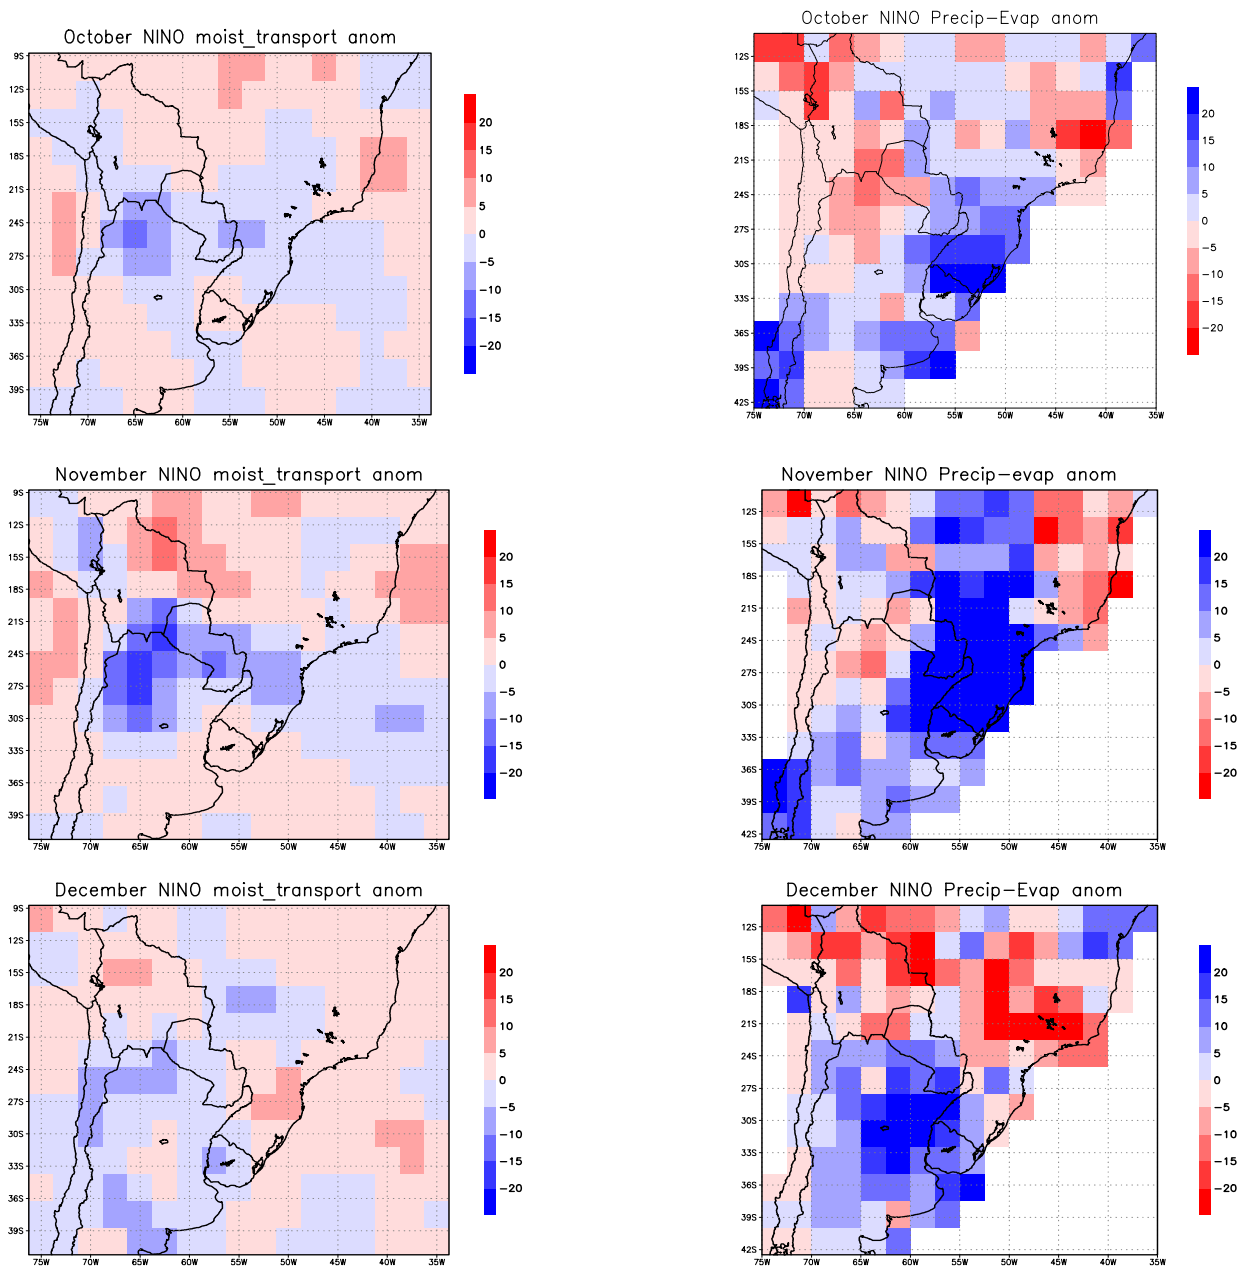 October NINO moist_transport anom
9S
12S
15S
18S
21S
24S
27S
30S
33S
36S
39S
75W 70W 65W 60W 55W 50W 45W 40W 35W
20
15
10
5
0
−5
−10
−15
−20
October NINO Precip−Evap anom
12S
15S
18S
21S
24S
27S
30S
33S
36S
39S
42S
75W 70W 65W 60W 55W 50W 45W 40W 35W
20
15
10
5
0
−5
−10
−15
−20
November NINO moist_transport anom
9S
12S
15S
18S
21S
24S
27S
30S
33S
36S
39S
75W 70W 65W 60W 55W 50W 45W 40W 35W
20
15
10
5
0
−5
−10
−15
−20
November NINO Precip−evap anom
12S
15S
18S
21S
24S
27S
30S
33S
36S
39S
42S
75W 70W 65W 60W 55W 50W 45W 40W 35W
20
15
10
5
0
−5
−10
−15
−20
December NINO moist_transport anom
9S
12S
15S
18S
21S
24S
27S
30S
33S
36S
39S
75W 70W 65W 60W 55W 50W 45W 40W 35W
20
15
10
5
0
−5
−10
−15
−20
December NINO Precip−Evap anom
12S
15S
18S
21S
24S
27S
30S
33S
36S
39S
42S
75W 70W 65W 60W 55W 50W 45W 40W 35W
20
15
10
5
0
−5
−10
−15
−20